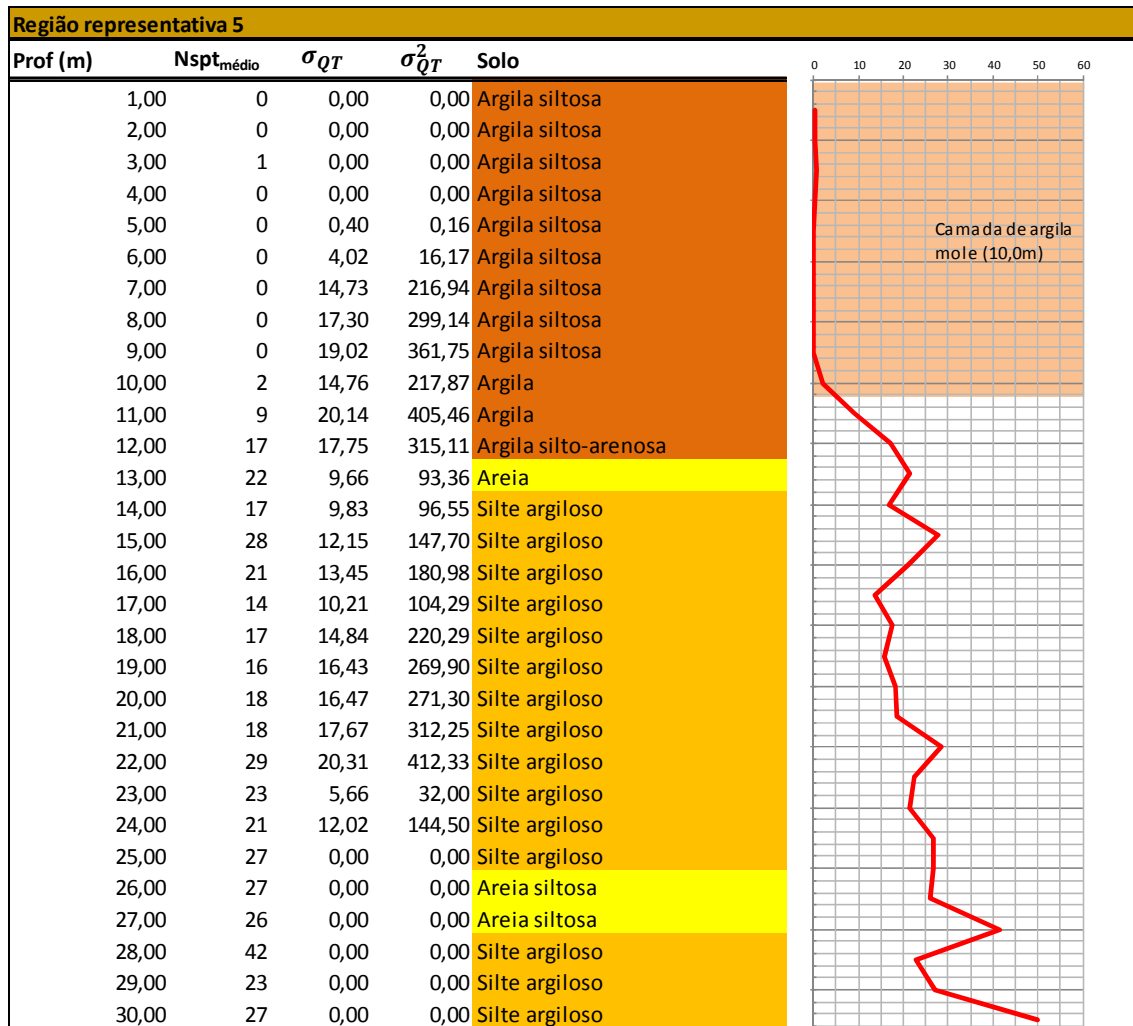 Região representativa 5
Prof (m) Nspt médio σQT σ²QT Solo
0 10 20 30 40 50 60
1,00 0 0,00 0,00 Argila siltosa
2,00 0 0,00 0,00 Argila siltosa
3,00 1 0,00 0,00 Argila siltosa
4,00 0 0,00 0,00 Argila siltosa
5,00 0 0,40 0,16 Argila siltosa
6,00 0 4,02 16,17 Argila siltosa
7,00 0 14,73 216,94 Argila siltosa
8,00 0 17,30 299,14 Argila siltosa
9,00 0 19,02 361,75 Argila siltosa
10,00 2 14,76 217,87 Argila
11,00 9 20,14 405,46 Argila
12,00 17 17,75 315,11 Argila silto-arenosa
13,00 22 9,66 93,36 Areia
14,00 17 9,83 96,55 Silte argiloso
15,00 28 12,15 147,70 Silte argiloso
16,00 21 13,45 180,98 Silte argiloso
17,00 14 10,21 104,29 Silte argiloso
18,00 17 14,84 220,29 Silte argiloso
19,00 16 16,43 269,90 Silte argiloso
20,00 18 16,47 271,30 Silte argiloso
21,00 18 17,67 312,25 Silte argiloso
22,00 29 20,31 412,33 Silte argiloso
23,00 23 5,66 32,00 Silte argiloso
24,00 21 12,02 144,50 Silte argiloso
25,00 27 0,00 0,00 Silte argiloso
26,00 27 0,00 0,00 Areia siltosa
27,00 26 0,00 0,00 Areia siltosa
28,00 42 0,00 0,00 Silte argiloso
29,00 23 0,00 0,00 Silte argiloso
30,00 27 0,00 0,00 Silte argiloso
Camada de argila
mole (10,0m)